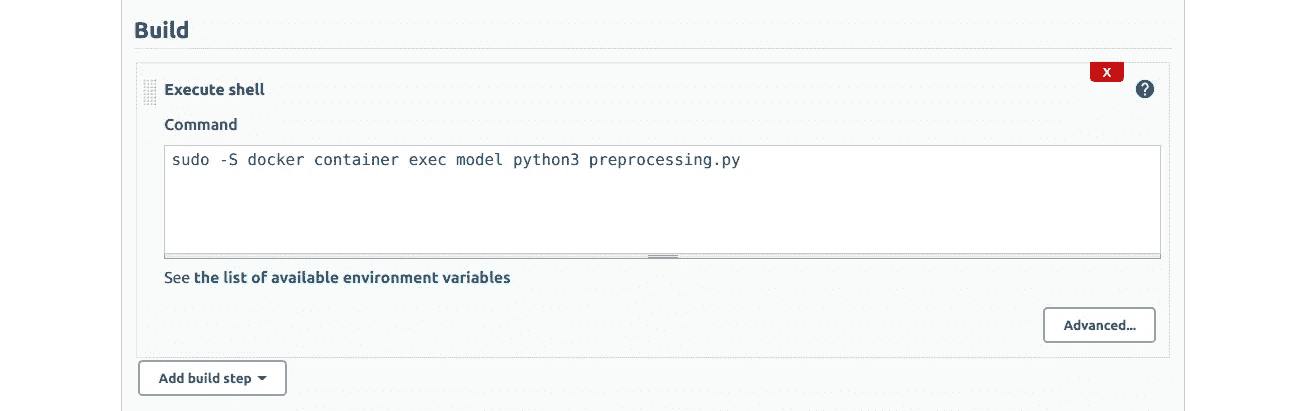 Build
X
Execute shell
?
Command
sudo -S docker container exec model python3 preprocessing.py
See the list of available environment variables
Advanced...
Add build step